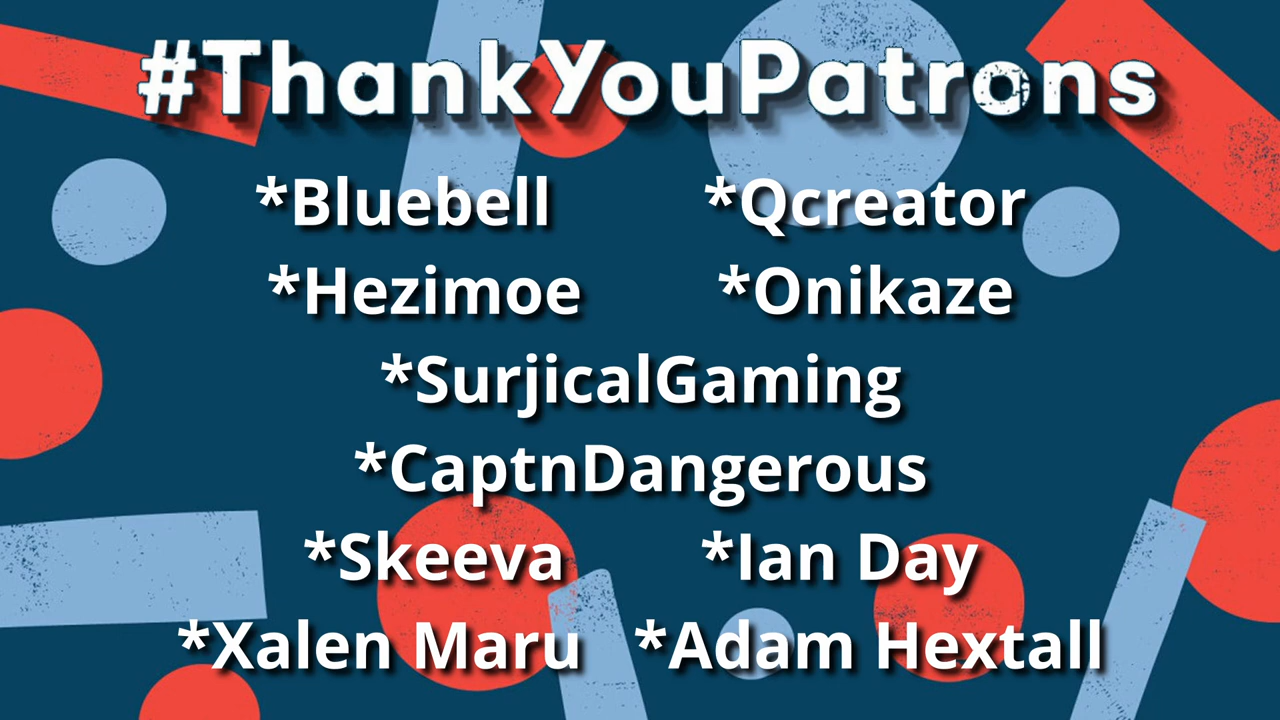 #ThankYouPatrons
*Bluebell *Qcreator
*Hezimoe *Onikaze
*SurjicalGaming
*CaptnDangerous
*Skeeva *Ian Day
*Xalen Maru *Adam Hextall